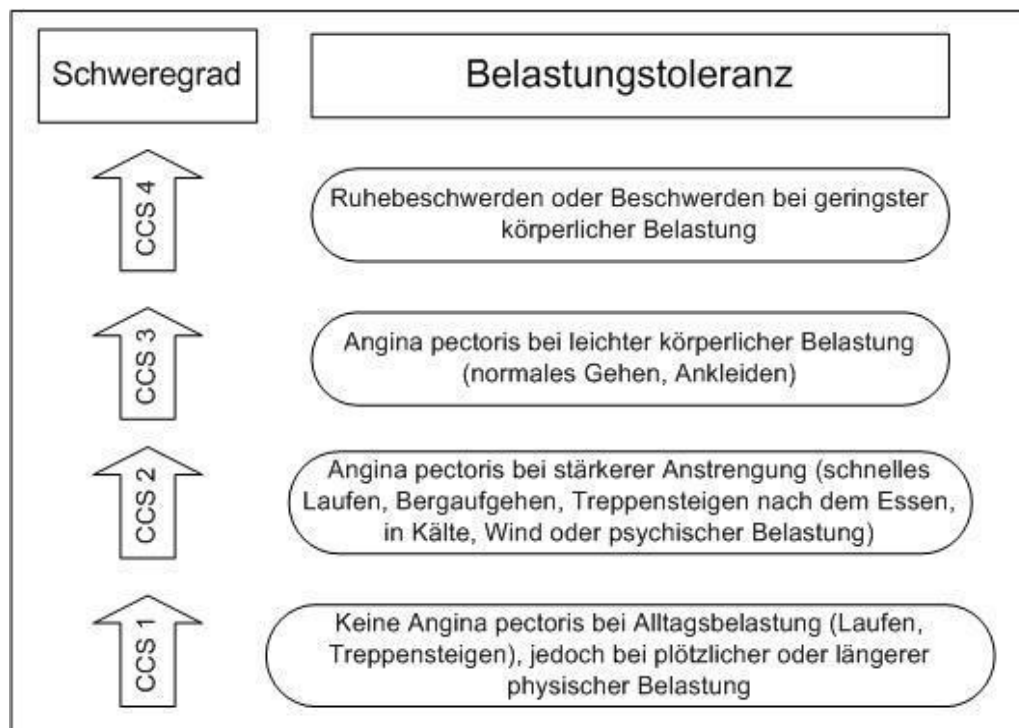 Schweregrad
Belastungstoleranz
CCS 4
Ruhebeschwerden oder Beschwerden bei geringster
körperlicher Belastung
CCS 3
Angina pectoris bei leichter körperlicher Belastung
(normales Gehen, Ankleiden)
CCS 2
Angina pectoris bei stärkerer Anstrengung (schnelles
Laufen, Bergaufgehen, Treppensteigen nach dem Essen,
in Kälte, Wind oder psychischer Belastung)
CCS 1
Keine Angina pectoris bei Alltagsbelastung (Laufen,
Treppensteigen), jedoch bei plötzlicher oder längerer
physischer Belastung